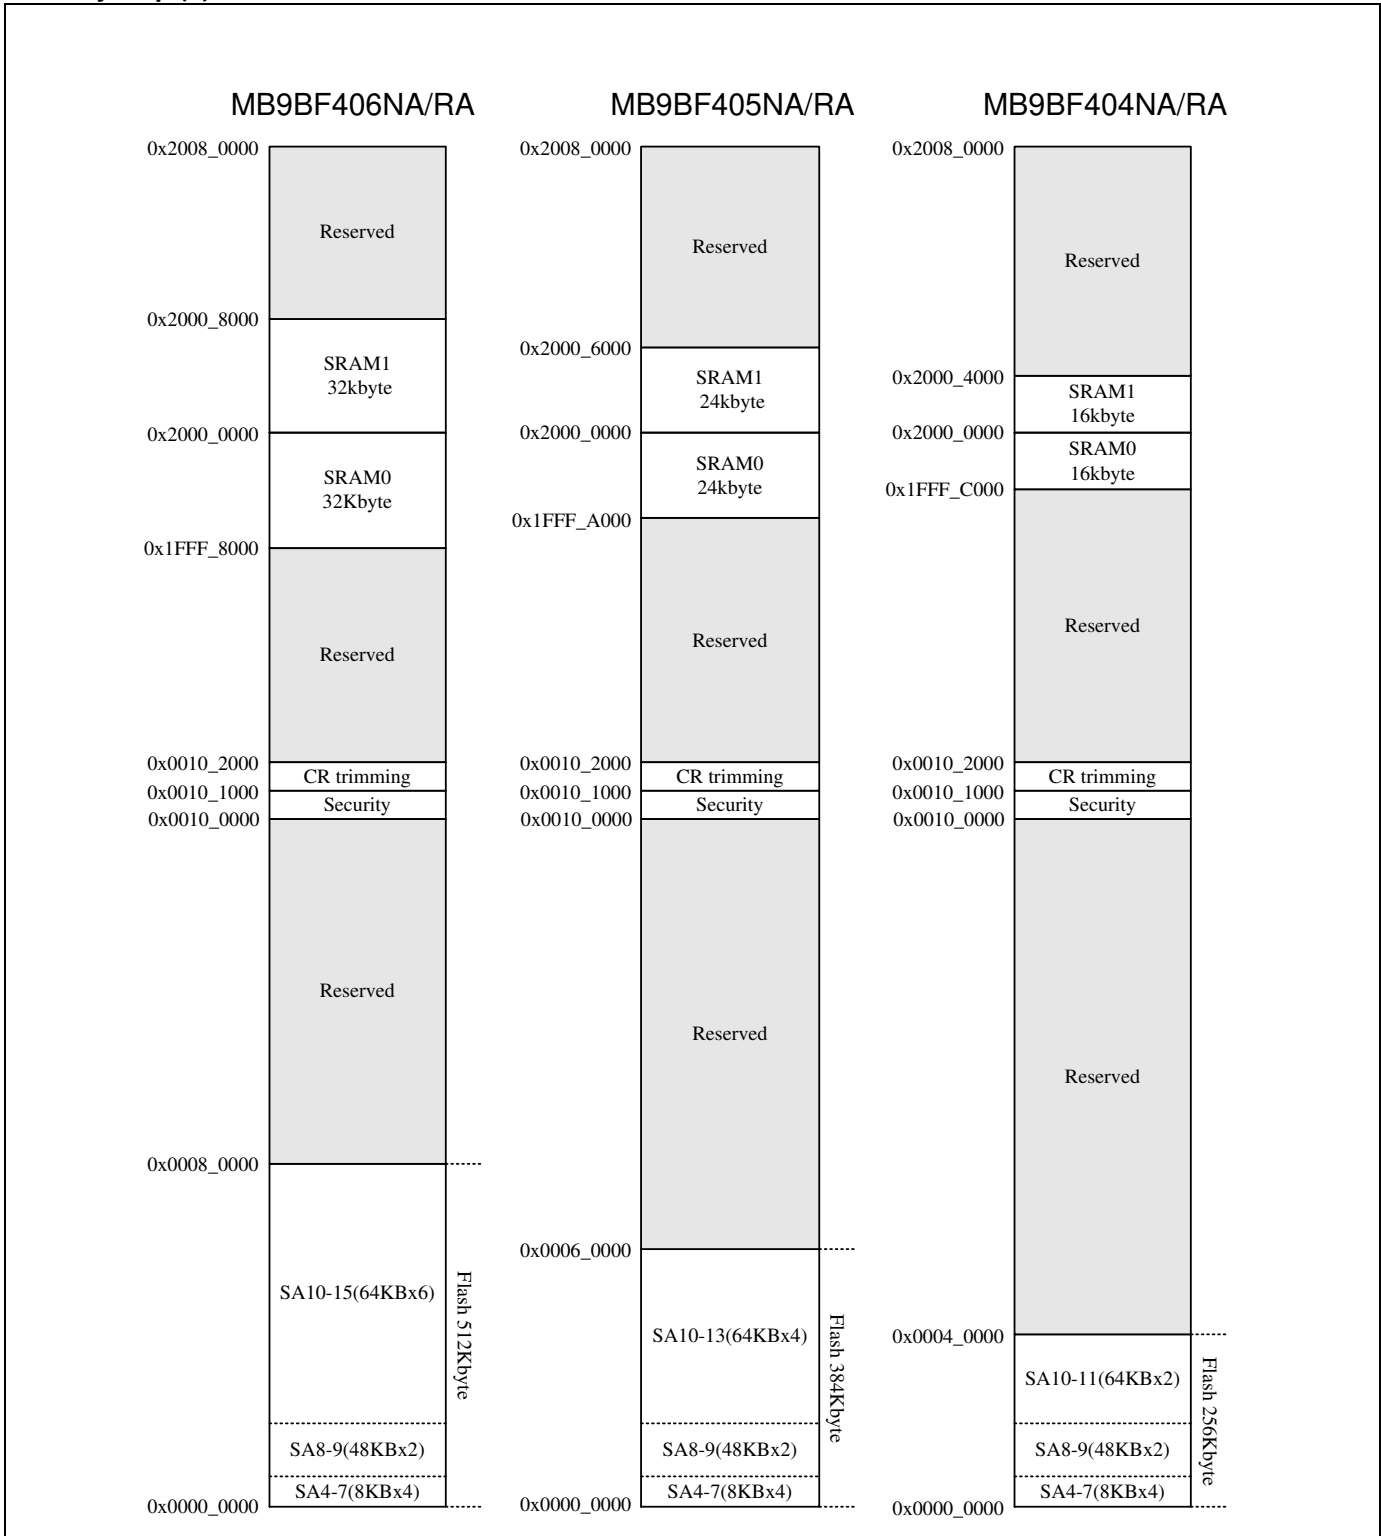 MB9BF406NA/RA
0x2008_0000
Reserved
0x2000_8000
SRAM1
32kbyte
0x2000_0000
SRAM0
32Kbyte
0x1FFF_8000
Reserved
0x0010_2000
CR trimming
0x0010_1000
Security
0x0010_0000
Reserved
0x0008_0000
SA10-15(64KBx6)
Flash 512Kbyte
SA8-9(48KBx2)
SA4-7(8KBx4)
0x0000_0000
MB9BF405NA/RA
0x2008_0000
Reserved
0x2000_6000
SRAM1
24kbyte
0x2000_0000
SRAM0
24kbyte
0x1FFF_A000
Reserved
0x0010_2000
CR trimming
0x0010_1000
Security
0x0010_0000
Reserved
0x0006_0000
SA10-13(64KBx4)
Flash 384Kbyte
SA8-9(48KBx2)
SA4-7(8KBx4)
0x0000_0000
MB9BF404NA/RA
0x2008_0000
Reserved
0x2000_4000
SRAM1
16kbyte
0x2000_0000
SRAM0
16kbyte
0x1FFF_C000
Reserved
0x0010_2000
CR trimming
0x0010_1000
Security
0x0010_0000
Reserved
0x0004_0000
SA10-11(64KBx2)
Flash 256Kbyte
SA8-9(48KBx2)
SA4-7(8KBx4)
0x0000_0000